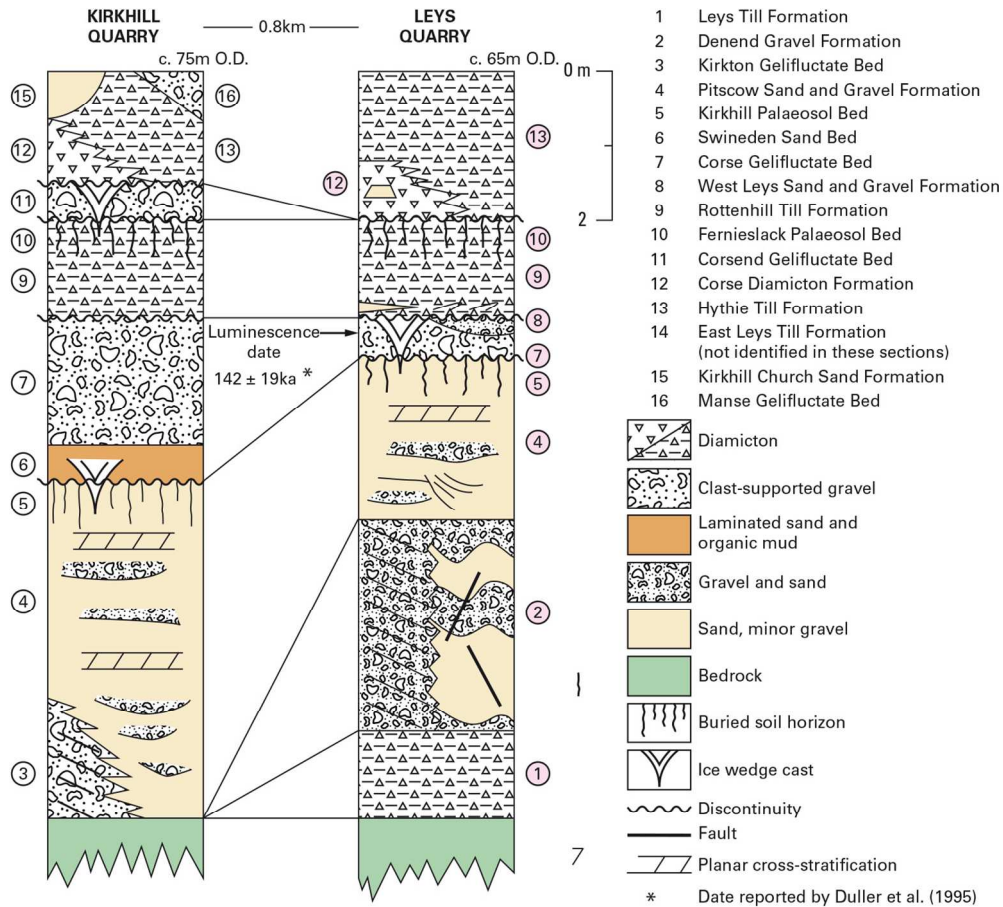 KIRKHILL
QUARRY
0.8km
LEYS
QUARRY
c. 75m O.D.
c. 65m O.D.
0 m
2
15
16
12
13
11
10
9
7
6
5
4
3
Luminescence
date
142 ± 19ka *
13
12
10
9
8
7
5
4
2
1
7
1 Leys Till Formation
2 Denend Gravel Formation
3 Kirkton Gelifluctate Bed
4 Pitscow Sand and Gravel Formation
5 Kirkhill Palaeosol Bed
6 Swineden Sand Bed
7 Corse Gelifluctate Bed
8 West Leys Sand and Gravel Formation
9 Rottenhill Till Formation
10 Fernieslack Palaeosol Bed
11 Corsend Gelifluctate Bed
12 Corse Diamicton Formation
13 Hythie Till Formation
14 East Leys Till Formation
(not identified in these sections)
15 Kirkhill Church Sand Formation
16 Manse Gelifluctate Bed
Diamicton
Clast-supported gravel
Laminated sand and
organic mud
Gravel and sand
Sand, minor gravel
Bedrock
Buried soil horizon
Ice wedge cast
Discontinuity
Fault
Planar cross-stratification
* Date reported by Duller et al. (1995)